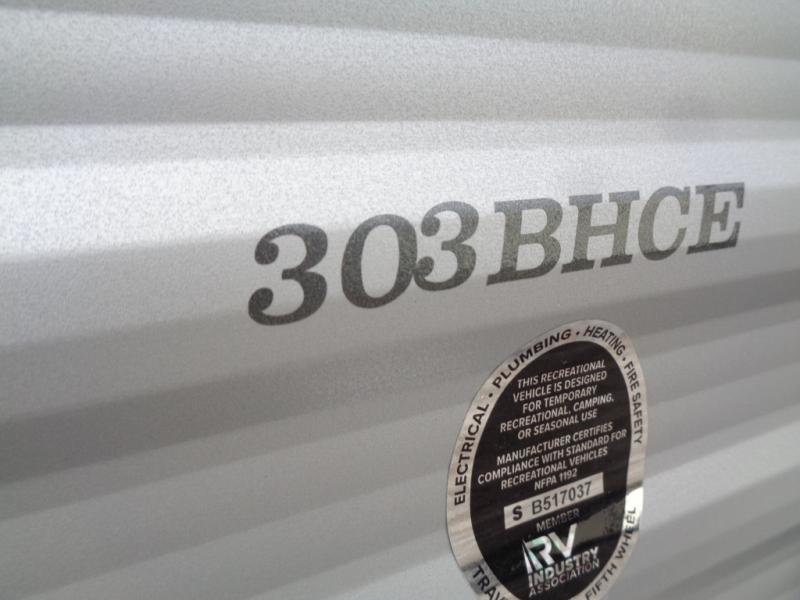 303BHCE
ELECTRICAL • PLUMBING • HEATING • FIRE SAFETY
THIS RECREATIONAL
VEHICLE IS DESIGNED
FOR TEMPORARY
RECREATIONAL, CAMPING,
OR SEASONAL USE
MANUFACTURER CERTIFIES
COMPLIANCE WITH STANDARD FOR
RECREATIONAL VEHICLES
NFPA 1192
S B517037
MEMBER
RV
INDUSTRY
ASSOCIATION
FIFTH WHEEL